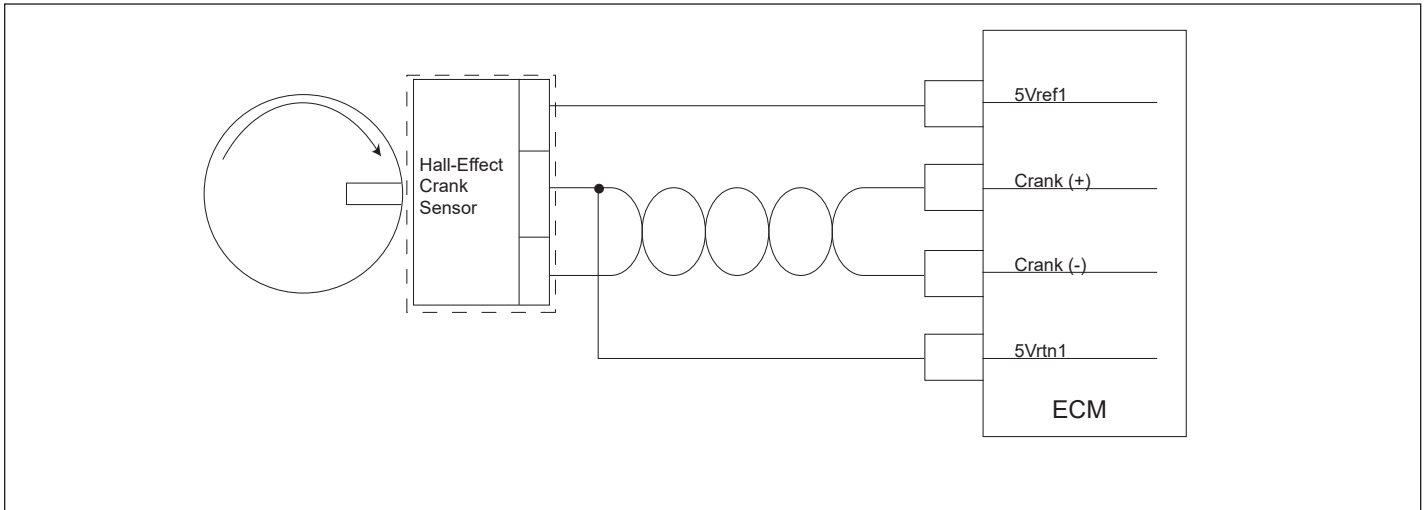 Hall-Effect
Crank
Sensor
5Vref1
Crank (+)
Crank (-)
5Vrtn1
ECM